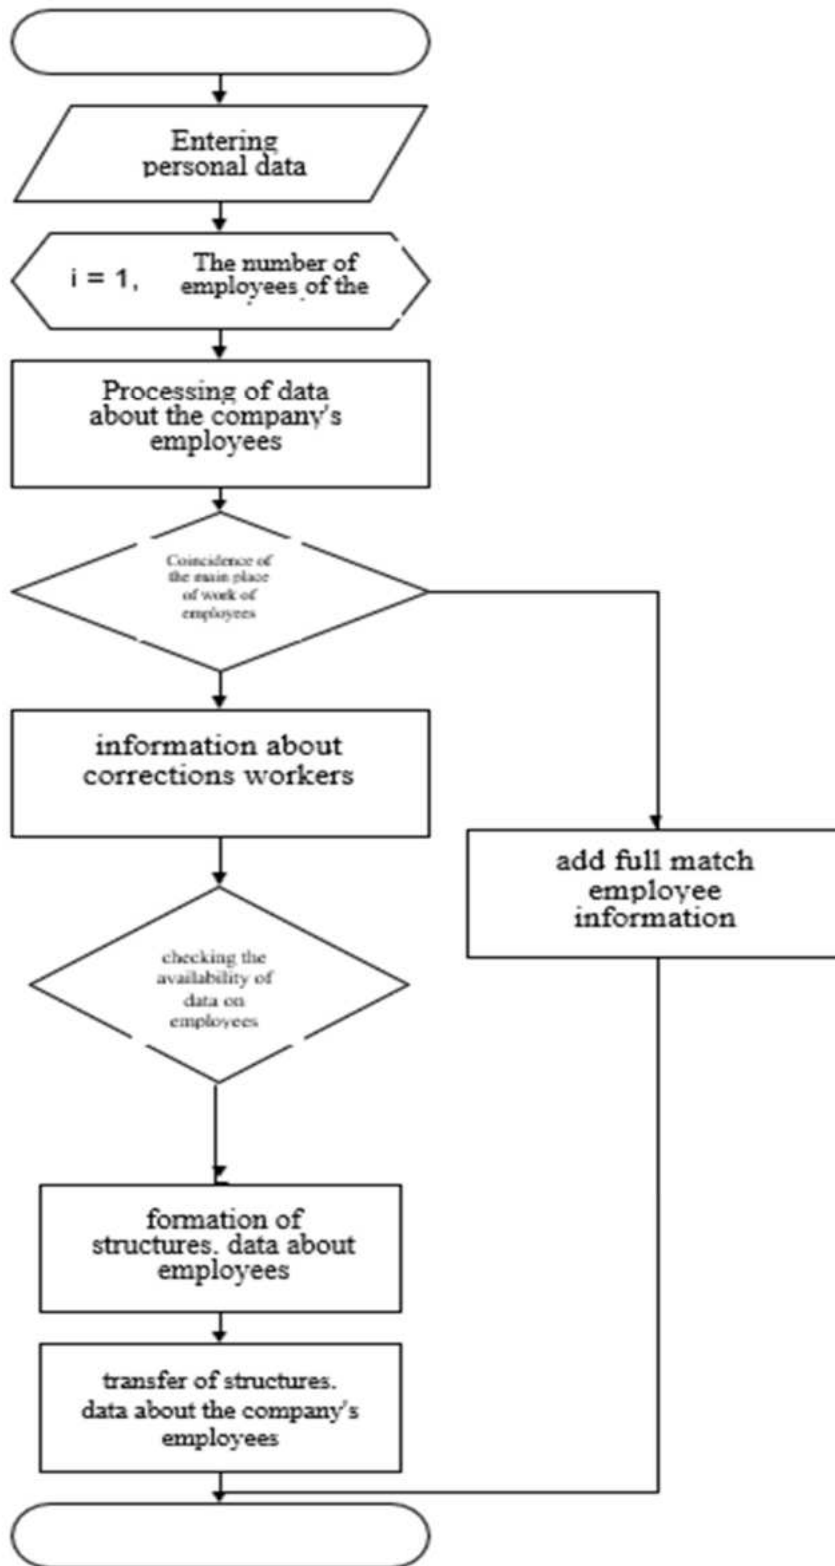 Entering
personal data
i = 1,
The number of
employees of the
Processing of data
about the company's
employees
Coincidence of
the main place
of work of
employees
information about
corrections workers
add full match
employee
information
checking the
availability of
data on
employees
formation of
structures. data about
employees
transfer of structures.
data about the company's
employees